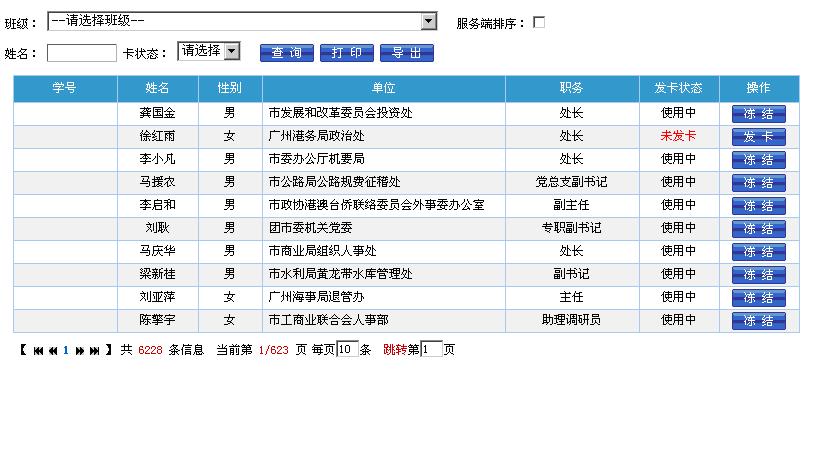 班级： --请选择班级-- 服务端排序：
姓名： 卡状态： 请选择 查 询 打 印 导 出
学号 姓名 性别 单位 职务 发卡状态 操作
龚国金 男 市发展和改革委员会投资处 处长 使用中 冻 结
徐红雨 女 广州港务局政治处 处长 未发卡 发 卡
李小凡 男 市委办公厅机要局 处长 使用中 冻 结
马援农 男 市公路局公路规费征稽处 党总支副书记 使用中 冻 结
李启和 男 市政协港澳台侨联络委员会外事委办公室 副主任 使用中 冻 结
刘耿 男 团市委机关党委 专职副书记 使用中 冻 结
马庆华 男 市商业局组织人事处 处长 使用中 冻 结
梁新桂 男 市水利局黄龙带水库管理处 副书记 使用中 冻 结
刘亚萍 女 广州海事局退管办 主任 使用中 冻 结
陈擎宇 女 市工商业联合会人事部 助理调研员 使用中 冻 结
【 1 】 共 6228 条信息 当前第 1/623 页 每页10条 跳转第1页